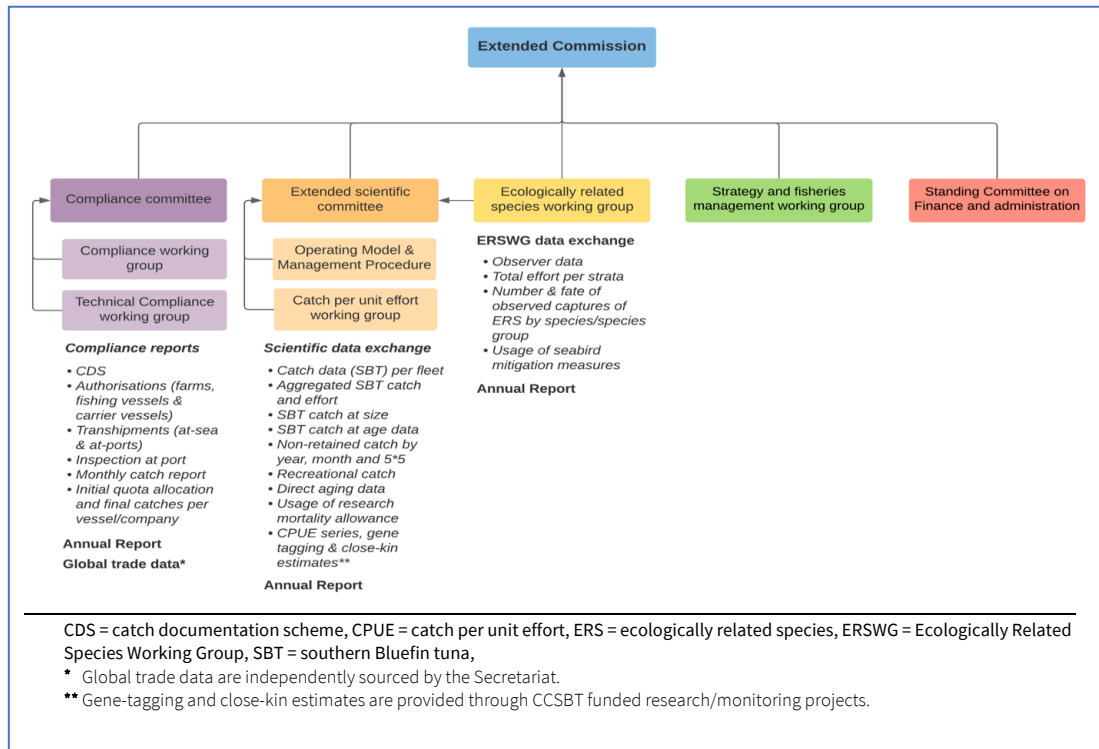 Extended Commission
Compliance committee
Compliance working
group
Technical Compliance
working group
Compliance reports
• CDS
• Authorisations (farms,
fishing vessels &
carrier vessels)
• Transhipments (at-sea
& at-ports)
• Inspection at port
• Monthly catch report
• Initial quota allocation
and final catches per
vessel/company
Annual Report
Global trade data*
Extended scientific
committee
Operating Model &
Management Procedure
Catch per unit effort
working group
Scientific data exchange
• Catch data (SBT) per fleet
• Aggregated SBT catch
and effort
• SBT catch at size
• SBT catch at age data
• Non-retained catch by
year, month and 5*5
• Recreational catch
• Direct aging data
• Usage of research
mortality allowance
• CPUE series, gene
tagging & close-kin
estimates**
Annual Report
Ecologically related
species working group
ERSWG data exchange
• Observer data
• Total effort per strata
• Number & fate of
observed captures of
ERS by species/species
group
• Usage of seabird
mitigation measures
Annual Report
Strategy and fisheries
management working group
Standing Committee on
Finance and administration
CDS = catch documentation scheme, CPUE = catch per unit effort, ERS = ecologically related species, ERSWG = Ecologically Related
Species Working Group, SBT = southern Bluefin tuna,
* Global trade data are independently sourced by the Secretariat.
** Gene-tagging and close-kin estimates are provided through CCSBT funded research/monitoring projects.